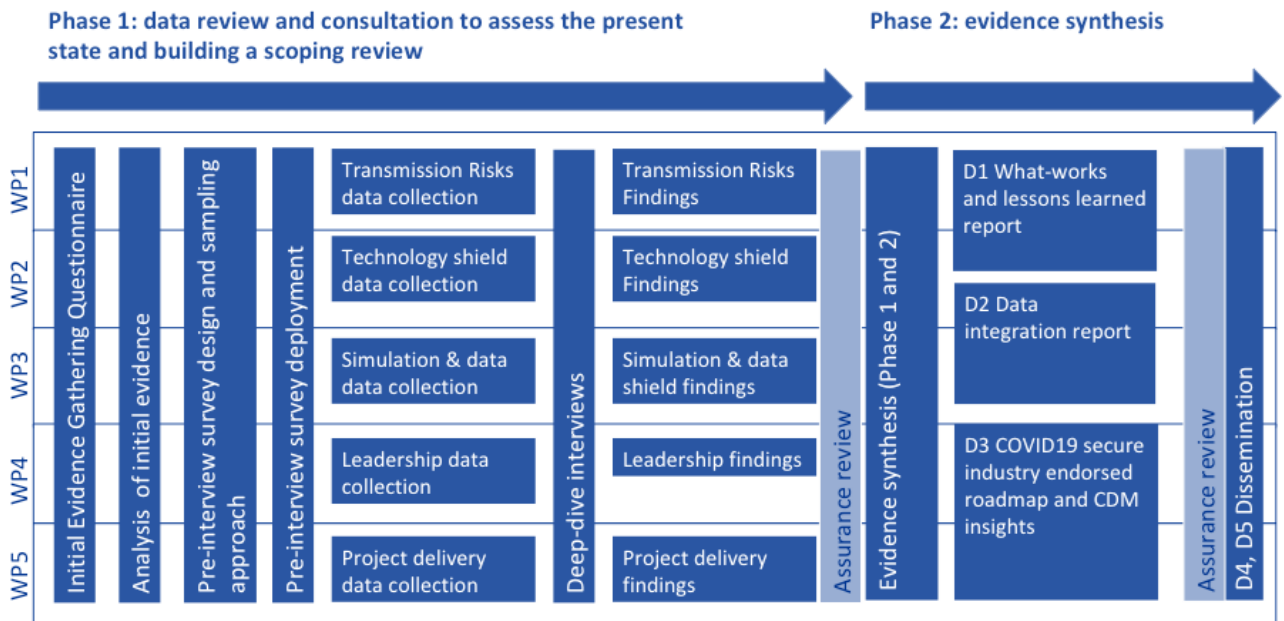 Phase 1: data review and consultation to assess the present
state and building a scoping review
Phase 2: evidence synthesis
WP1
WP2
WP3
WP4
WP5
Initial Evidence Gathering Questionnaire
Analysis of initial evidence
Pre-interview survey design and sampling
approach
Pre-interview survey deployment
Transmission Risks
data collection
Technology shield
data collection
Simulation & data
data collection
Leadership data
collection
Project delivery
data collection
Deep-dive interviews
Transmission Risks
Findings
Technology shield
Findings
Simulation & data
shield findings
Leadership findings
Project delivery
findings
Assurance review
Evidence synthesis (Phase 1 and 2)
D1 What-works
and lessons learned
report
D2 Data
integration report
D3 COVID19 secure
industry endorsed
roadmap and CDM
insights
Assurance review
D4, D5 Dissemination